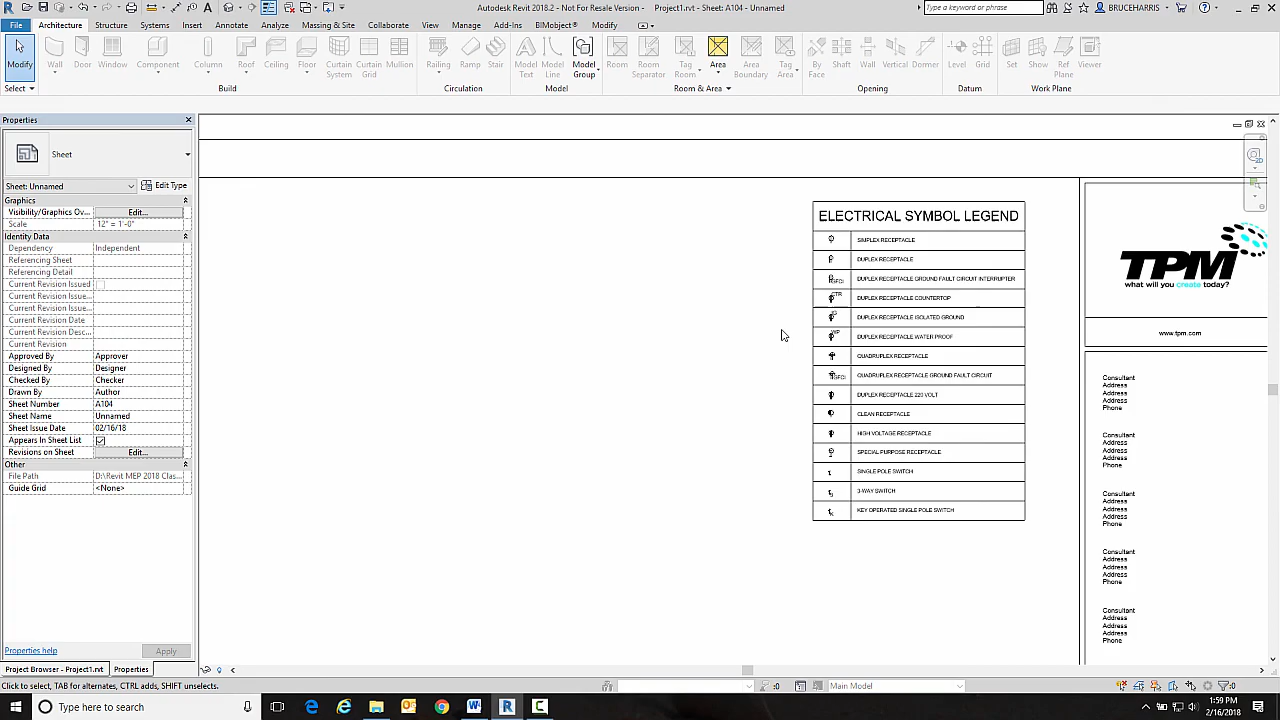 Autodesk Revit 2018.2 - Not For Resale Version - Project1.rvt - Sheet: A104 - Unnamed
Type a keyword or phrase
BRUCEHARRIS
File Architecture Structure Systems Insert Annotate Analyze Massing & Site Collaborate View Manage Add-Ins BIMobject® Modify
Modify Wall Door Window Component Column Roof Ceiling Floor Curtain System Curtain Grid Mullion Railing Ramp Stair Model Text Model Line Model Group Room Room Separator Tag Room Area Area Boundary Tag Area By Face Shaft Wall Vertical Dormer Level Grid Set Show Ref Plane Viewer
Select Build Circulation Model Room & Area Opening Datum Work Plane
Properties
Sheet
Sheet: Unnamed Edit Type
Graphics
Visibility/Graphics Ov... Edit...
Scale 12" = 1'-0"
Identity Data
Dependency Independent
Referencing Sheet
Referencing Detail
Current Revision Issued
Current Revision Issue...
Current Revision Issue...
Current Revision Date
Current Revision Desc...
Current Revision
Approved By Approver
Designed By Designer
Checked By Checker
Drawn By Author
Sheet Number A104
Sheet Name Unnamed
Sheet Issue Date 02/16/18
Appears In Sheet List
Revisions on Sheet Edit...
Other
File Path D:\Revit MEP 2018 Clas...
Guide Grid <None>
Properties help Apply
Project Browser - Project1.rvt Properties
ELECTRICAL SYMBOL LEGEND
SIMPLEX RECEPTACLE
DUPLEX RECEPTACLE
GFCI DUPLEX RECEPTACLE GROUND FAULT CIRCUIT INTERRUPTER
CTR DUPLEX RECEPTACLE COUNTERTOP
IG DUPLEX RECEPTACLE ISOLATED GROUND
WP DUPLEX RECEPTACLE WATER PROOF
QUADRUPLEX RECEPTACLE
GFCI QUADRUPLEX RECEPTACLE GROUND FAULT CIRCUIT
DUPLEX RECEPTACLE 220 VOLT
CLEAN RECEPTACLE
HIGH VOLTAGE RECEPTACLE
SPECIAL PURPOSE RECEPTACLE
SINGLE POLE SWITCH
3-WAY SWITCH
KEY OPERATED SINGLE POLE SWITCH
TPM
what will you create today?
www.tpm.com
Consultant
Address
Address
Address
Phone
Consultant
Address
Address
Address
Phone
Consultant
Address
Address
Address
Phone
Consultant
Address
Address
Address
Phone
Consultant
Address
Address
Address
Phone
Click to select, TAB for alternates, CTRL adds, SHIFT unselects. :0 Main Model :0
Type here to search
1:59 PM
2/16/2018